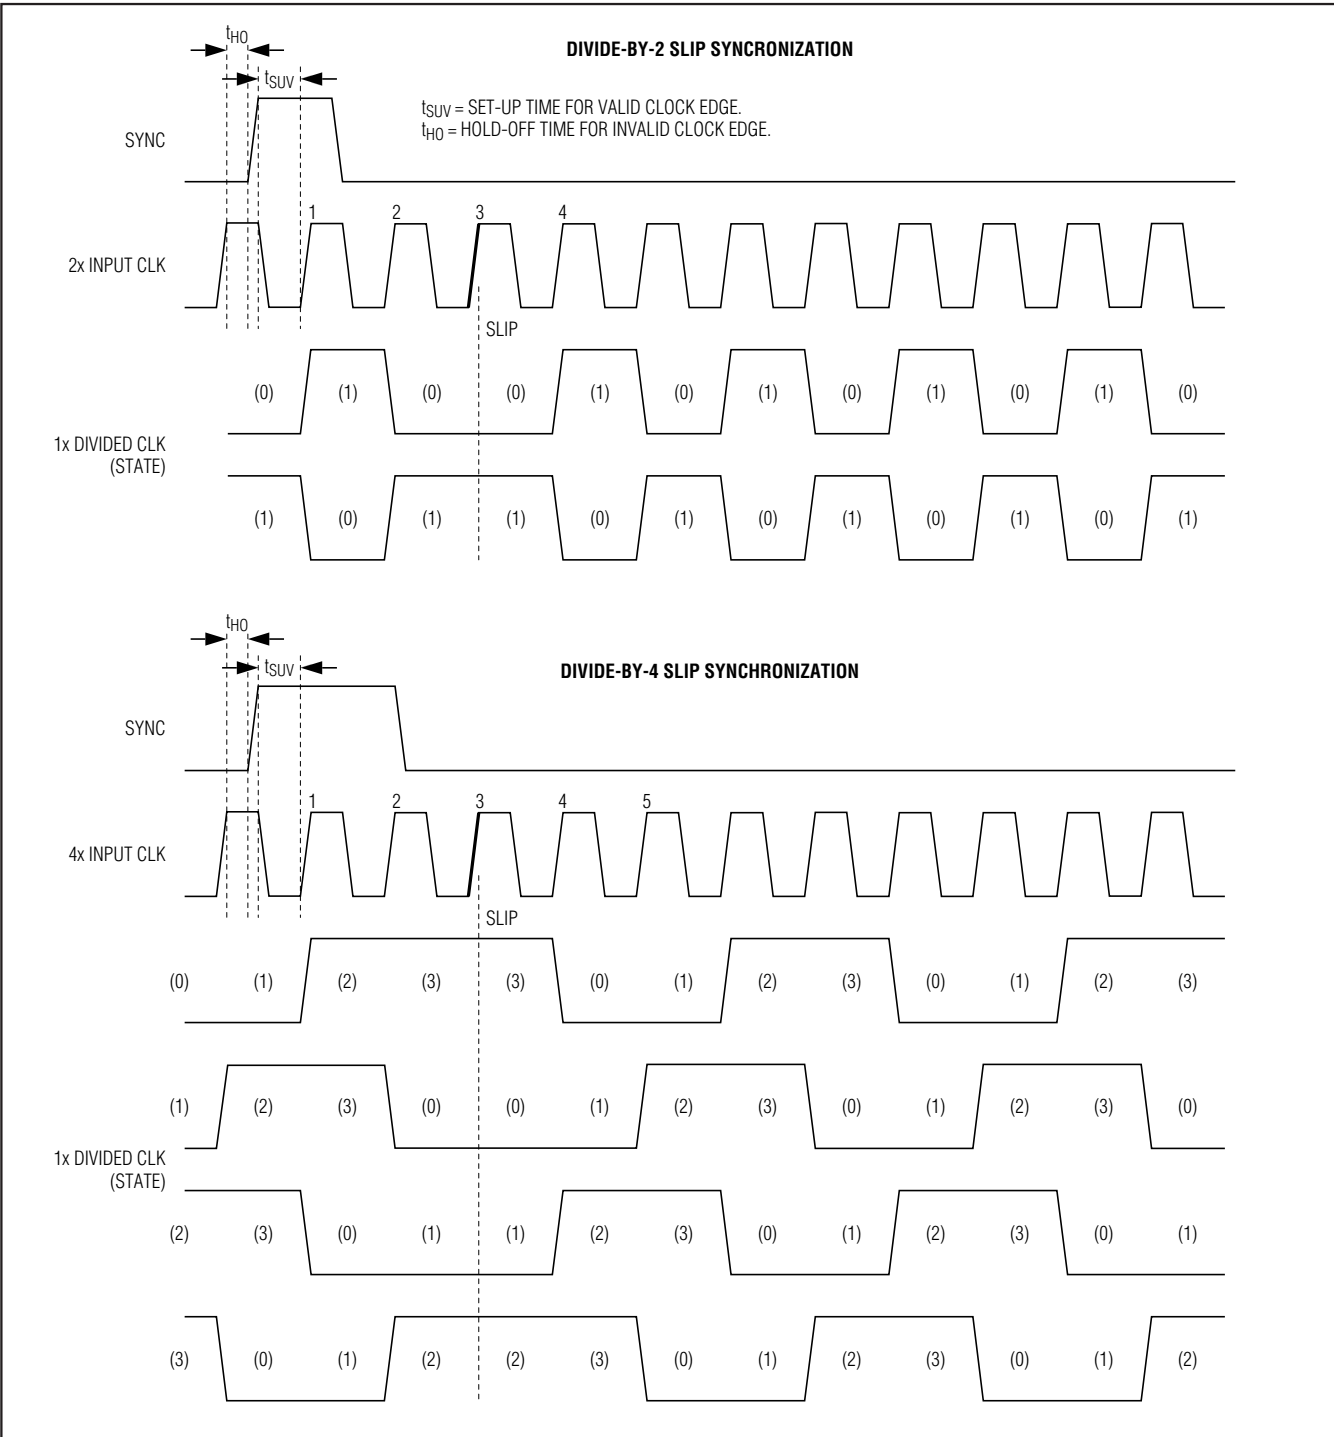 tHO
DIVIDE-BY-2 SLIP SYNCRONIZATION
tSUV
tSUV = SET-UP TIME FOR VALID CLOCK EDGE.
tHO = HOLD-OFF TIME FOR INVALID CLOCK EDGE.
SYNC
1 2 3 4
2x INPUT CLK
SLIP
(0) (1) (0) (0) (1) (0) (1) (0) (1) (0) (1) (0)
1x DIVIDED CLK
(STATE)
(1) (0) (1) (1) (0) (1) (0) (1) (0) (1) (0) (1)
tHO
tSUV
DIVIDE-BY-4 SLIP SYNCHRONIZATION
SYNC
1 2 3 4 5
4x INPUT CLK
SLIP
(0) (1) (2) (3) (3) (0) (1) (2) (3) (0) (1) (2) (3)
(1) (2) (3) (0) (0) (1) (2) (3) (0) (1) (2) (3) (0)
1x DIVIDED CLK
(STATE)
(2) (3) (0) (1) (1) (2) (3) (0) (1) (2) (3) (0) (1)
(3) (0) (1) (2) (2) (3) (0) (1) (2) (3) (0) (1) (2)